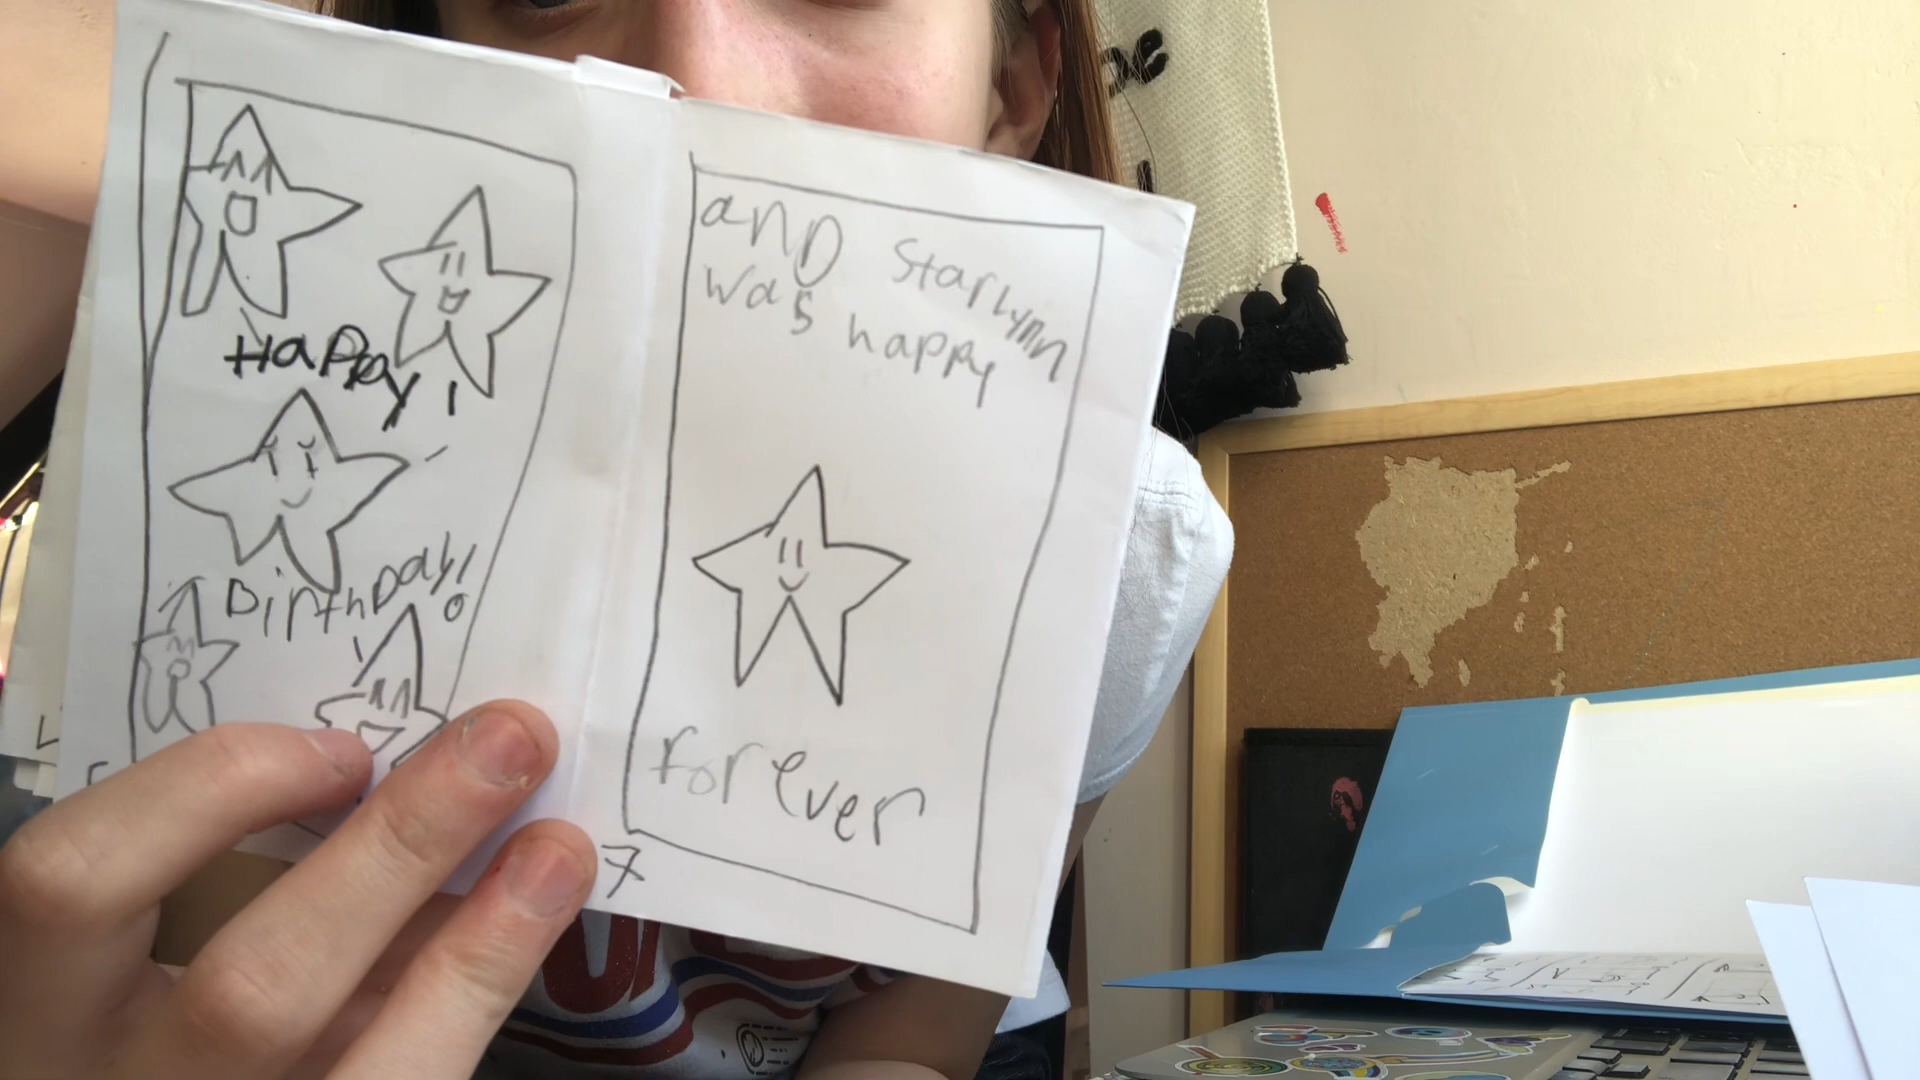 Happy!
BirthDay!
anD Starlynn
was happy
forever
7